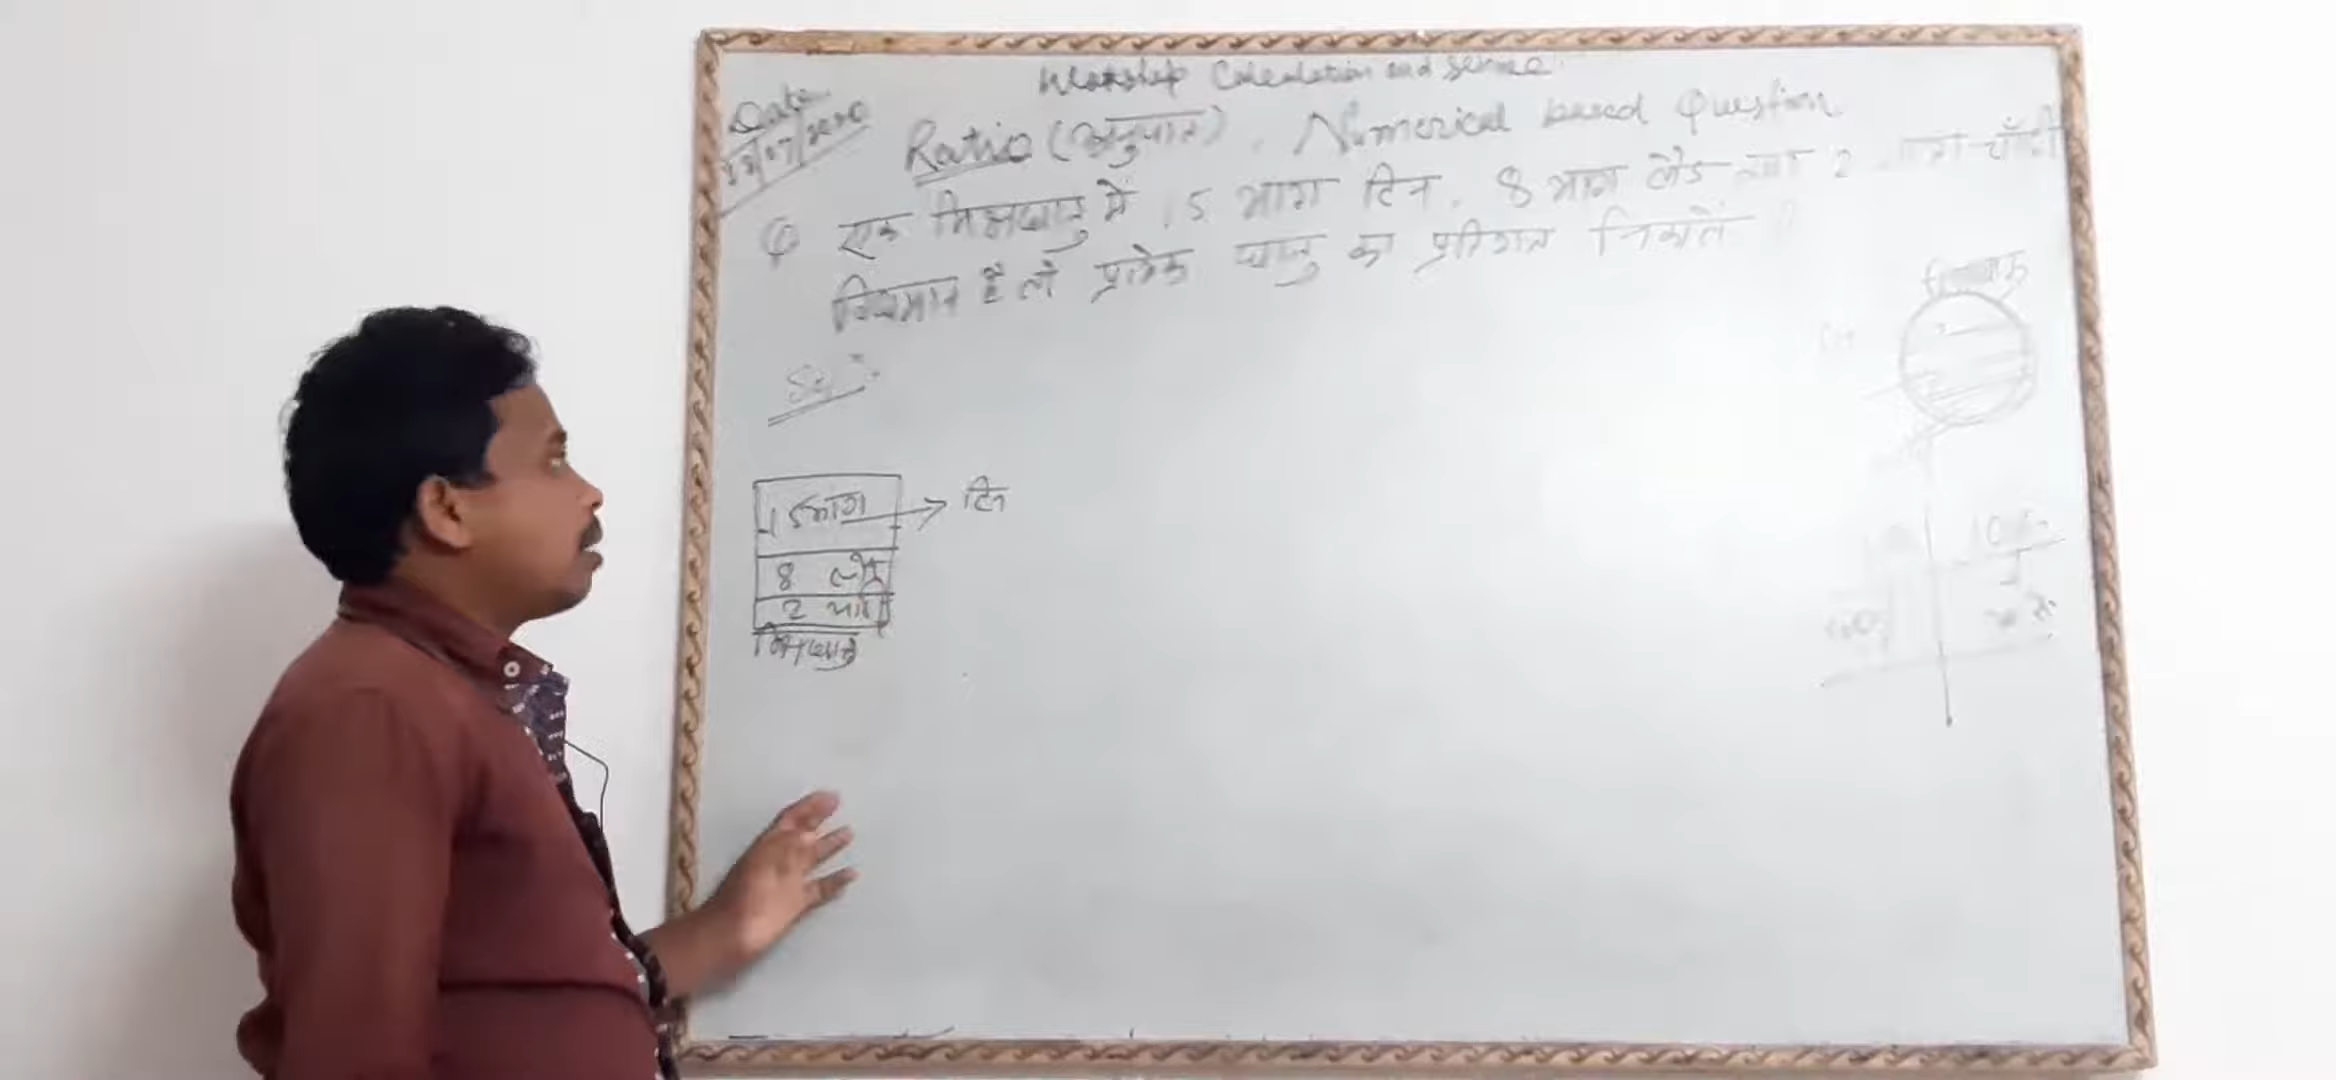 Workshop Calculation and Science
Date
Ratio (अनुपात). Numerical based Question
Q एक मिश्रधातु में 15 भाग टिन, 8 भाग लेड तथा 2 भाग चाँदी
विद्यमान है तो प्रत्येक धातु का प्रतिशत निकालें
Sol
15 भाग → टिन
8 लेड
2 भाग
मिश्रधातु